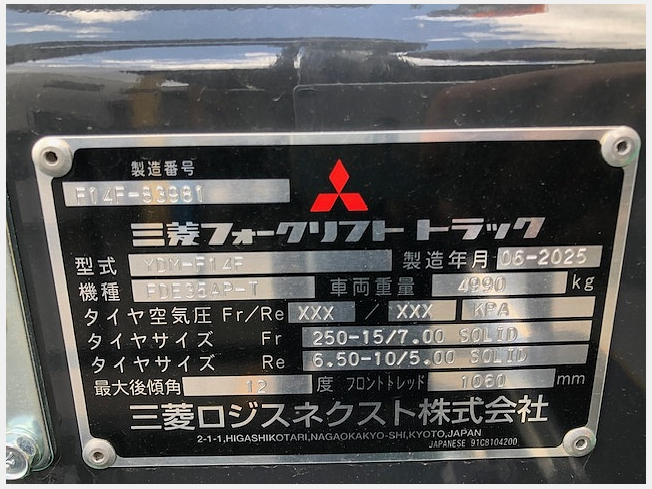 製造番号
F14F-83981
三菱フォークリフト トラック
型式 YDM-F14F 製造年月 06-2025
機種 FDE35AP-T 車両重量 4990 kg
タイヤ空気圧 Fr/Re XXX / XXX KPA
タイヤサイズ Fr 250-15/7.00 SOLID
タイヤサイズ Re 6.50-10/5.00 SOLID
最大後傾角 12 度 フロントトレッド 1060 mm
三菱ロジスネクスト株式会社
2-1-1,HIGASHIKOTARI,NAGAOKAKYO-SHI,KYOTO,JAPAN
JAPANESE 91C8104200